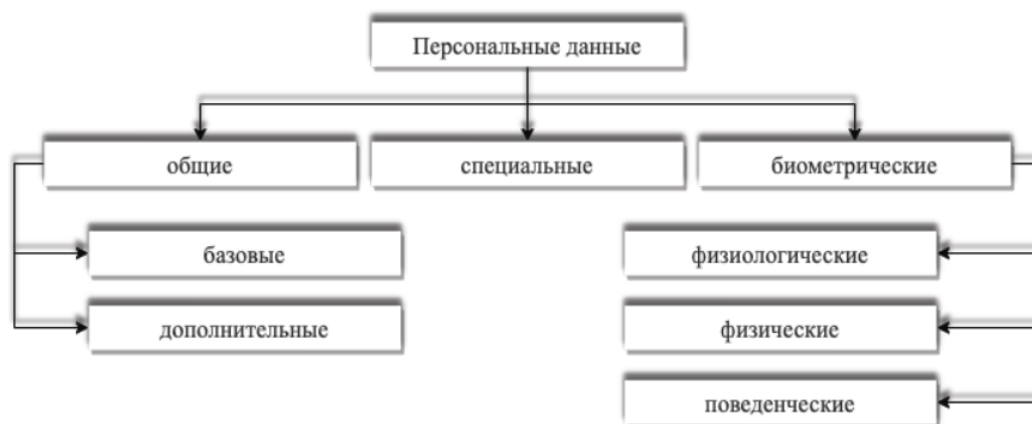 Персональные данные
общие
специальные
биометрические
базовые
дополнительные
физиологические
физические
поведенческие